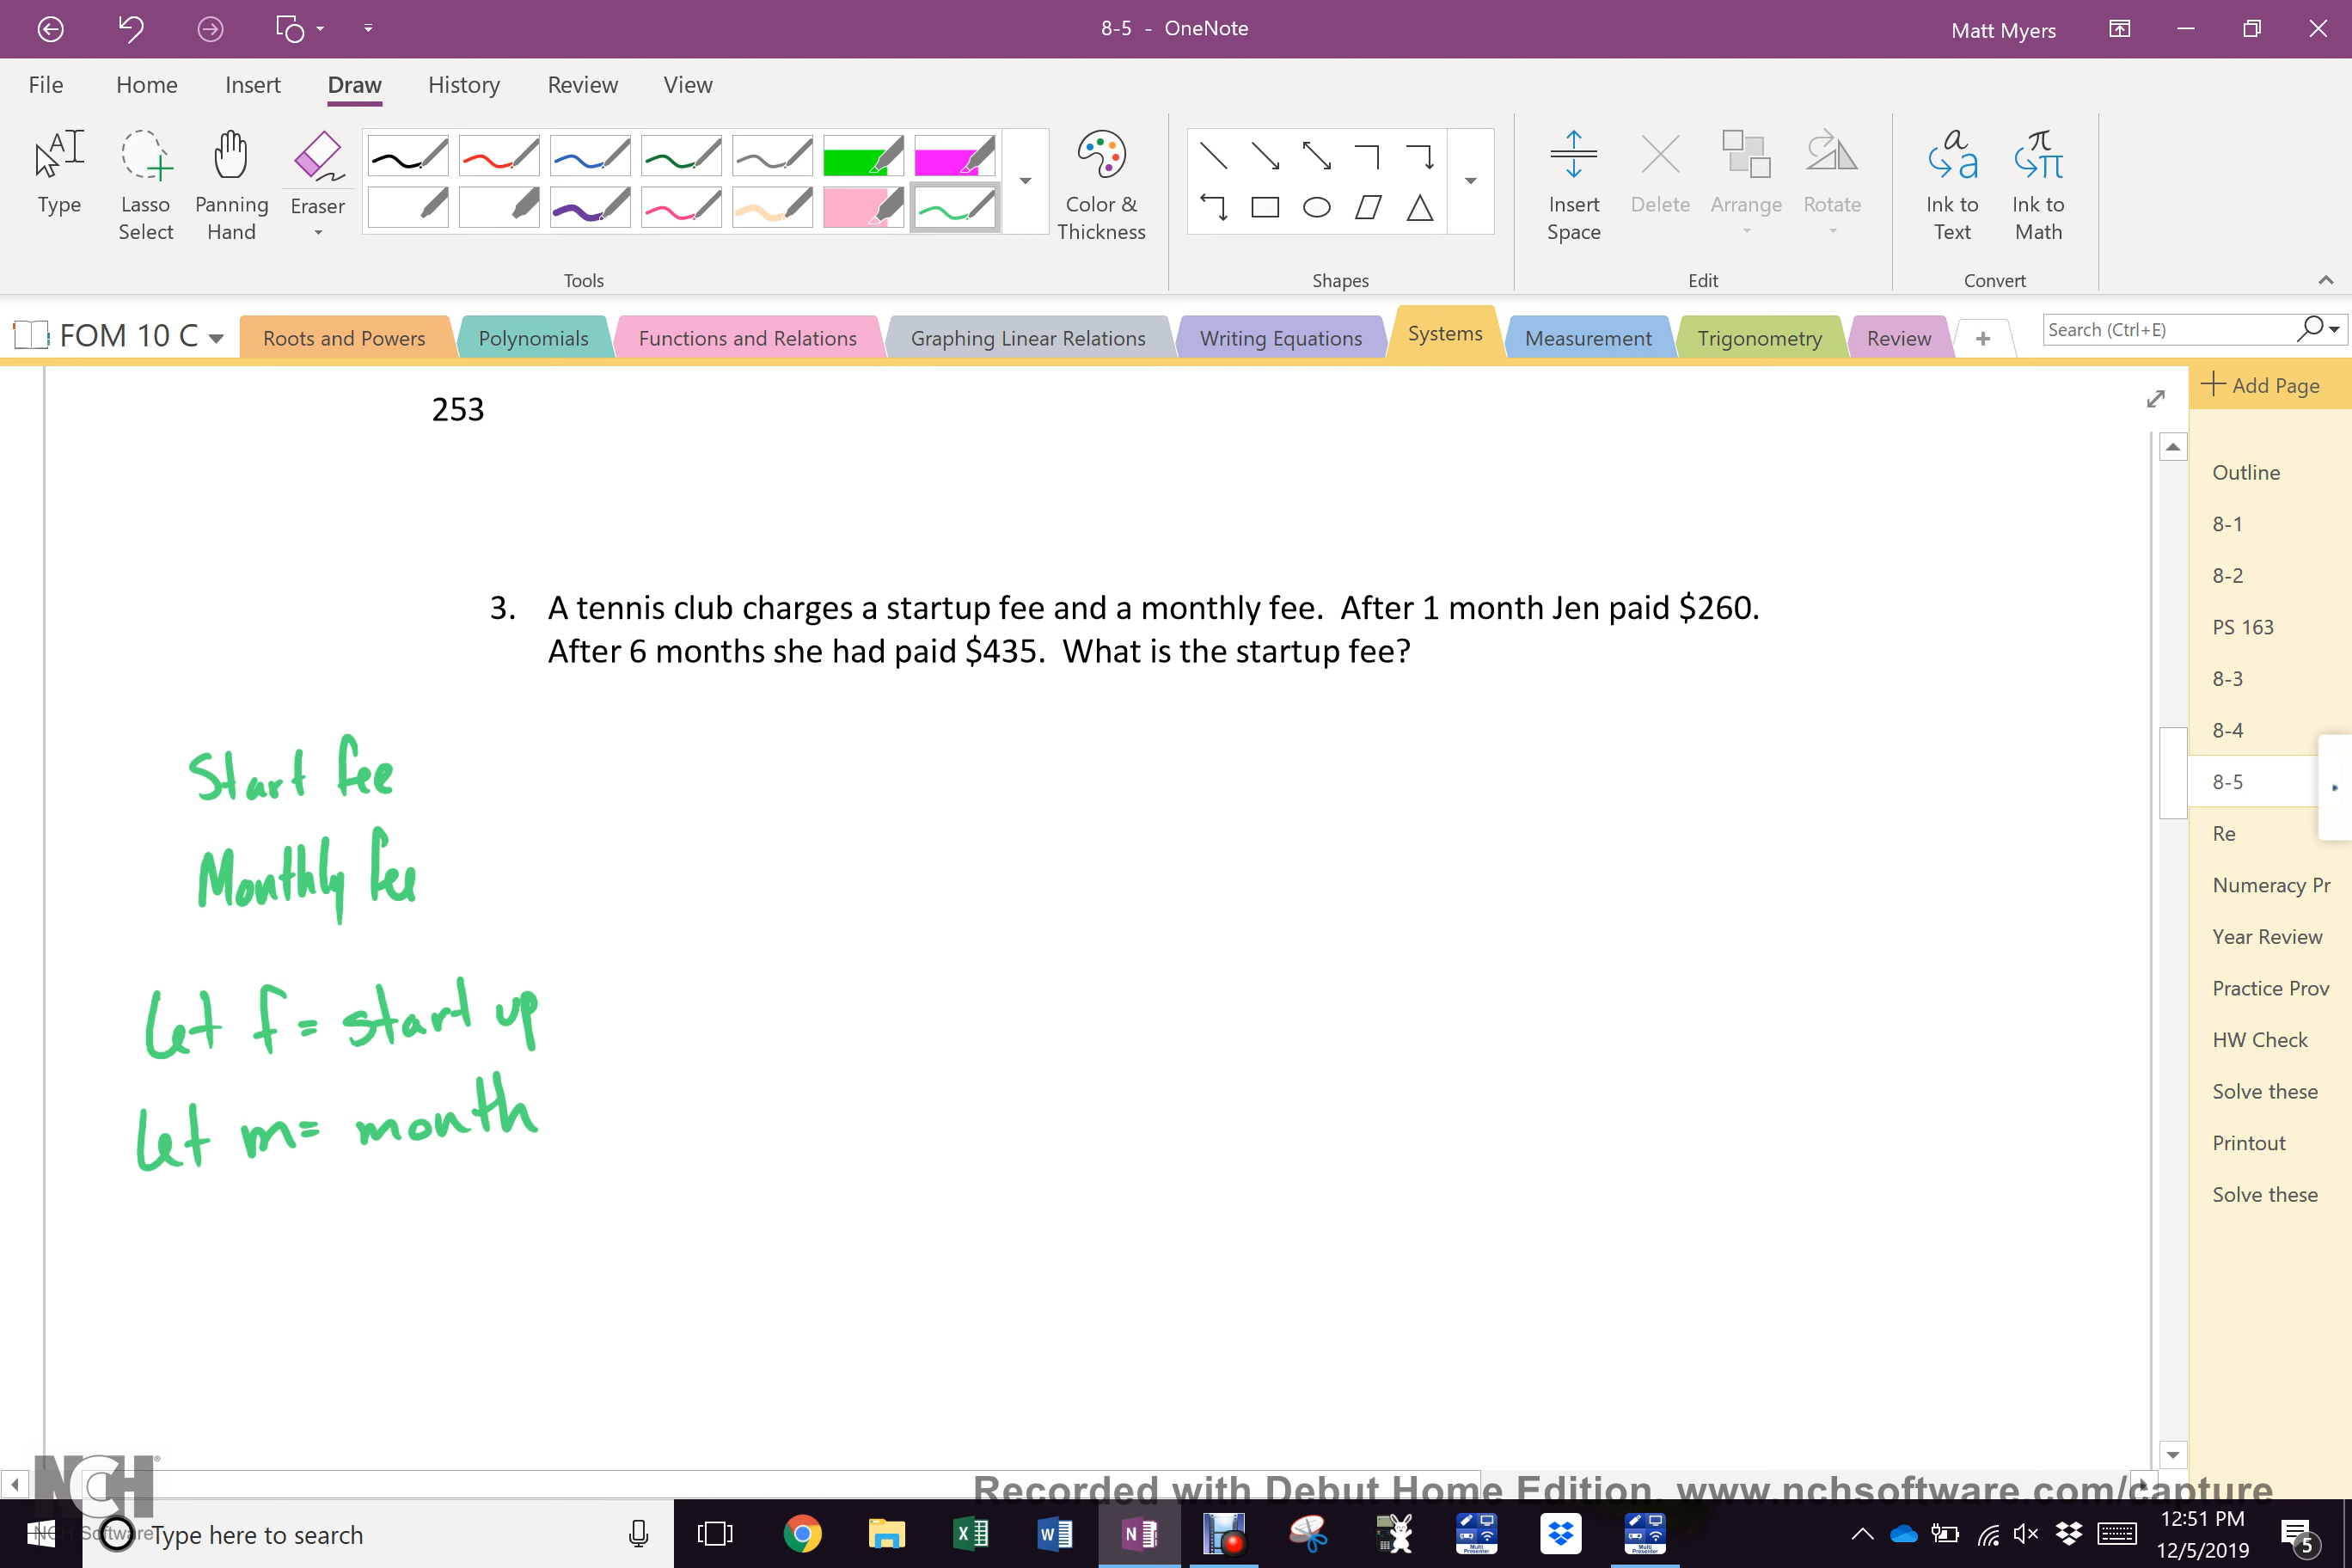 8-5 - OneNote
Matt Myers
File Home Insert Draw History Review View
Type
Lasso Select
Panning Hand
Eraser
Color & Thickness
Insert Space
Delete
Arrange
Rotate
Ink to Text
Ink to Math
Tools
Shapes
Edit
Convert
FOM 10 C
Roots and Powers
Polynomials
Functions and Relations
Graphing Linear Relations
Writing Equations
Systems
Measurement
Trigonometry
Review
Search (Ctrl+E)
253
3. A tennis club charges a startup fee and a monthly fee. After 1 month Jen paid $260.
After 6 months she had paid $435. What is the startup fee?
Start fee
Monthly fee
Let f = start up
Let m = month
Add Page
Outline
8-1
8-2
PS 163
8-3
8-4
8-5
Re
Numeracy Pr
Year Review
Practice Prov
HW Check
Solve these
Printout
Solve these
NCH
NCH Software
Recorded with Debut Home Edition. www.nchsoftware.com/capture
Type here to search
12:51 PM
12/5/2019
5